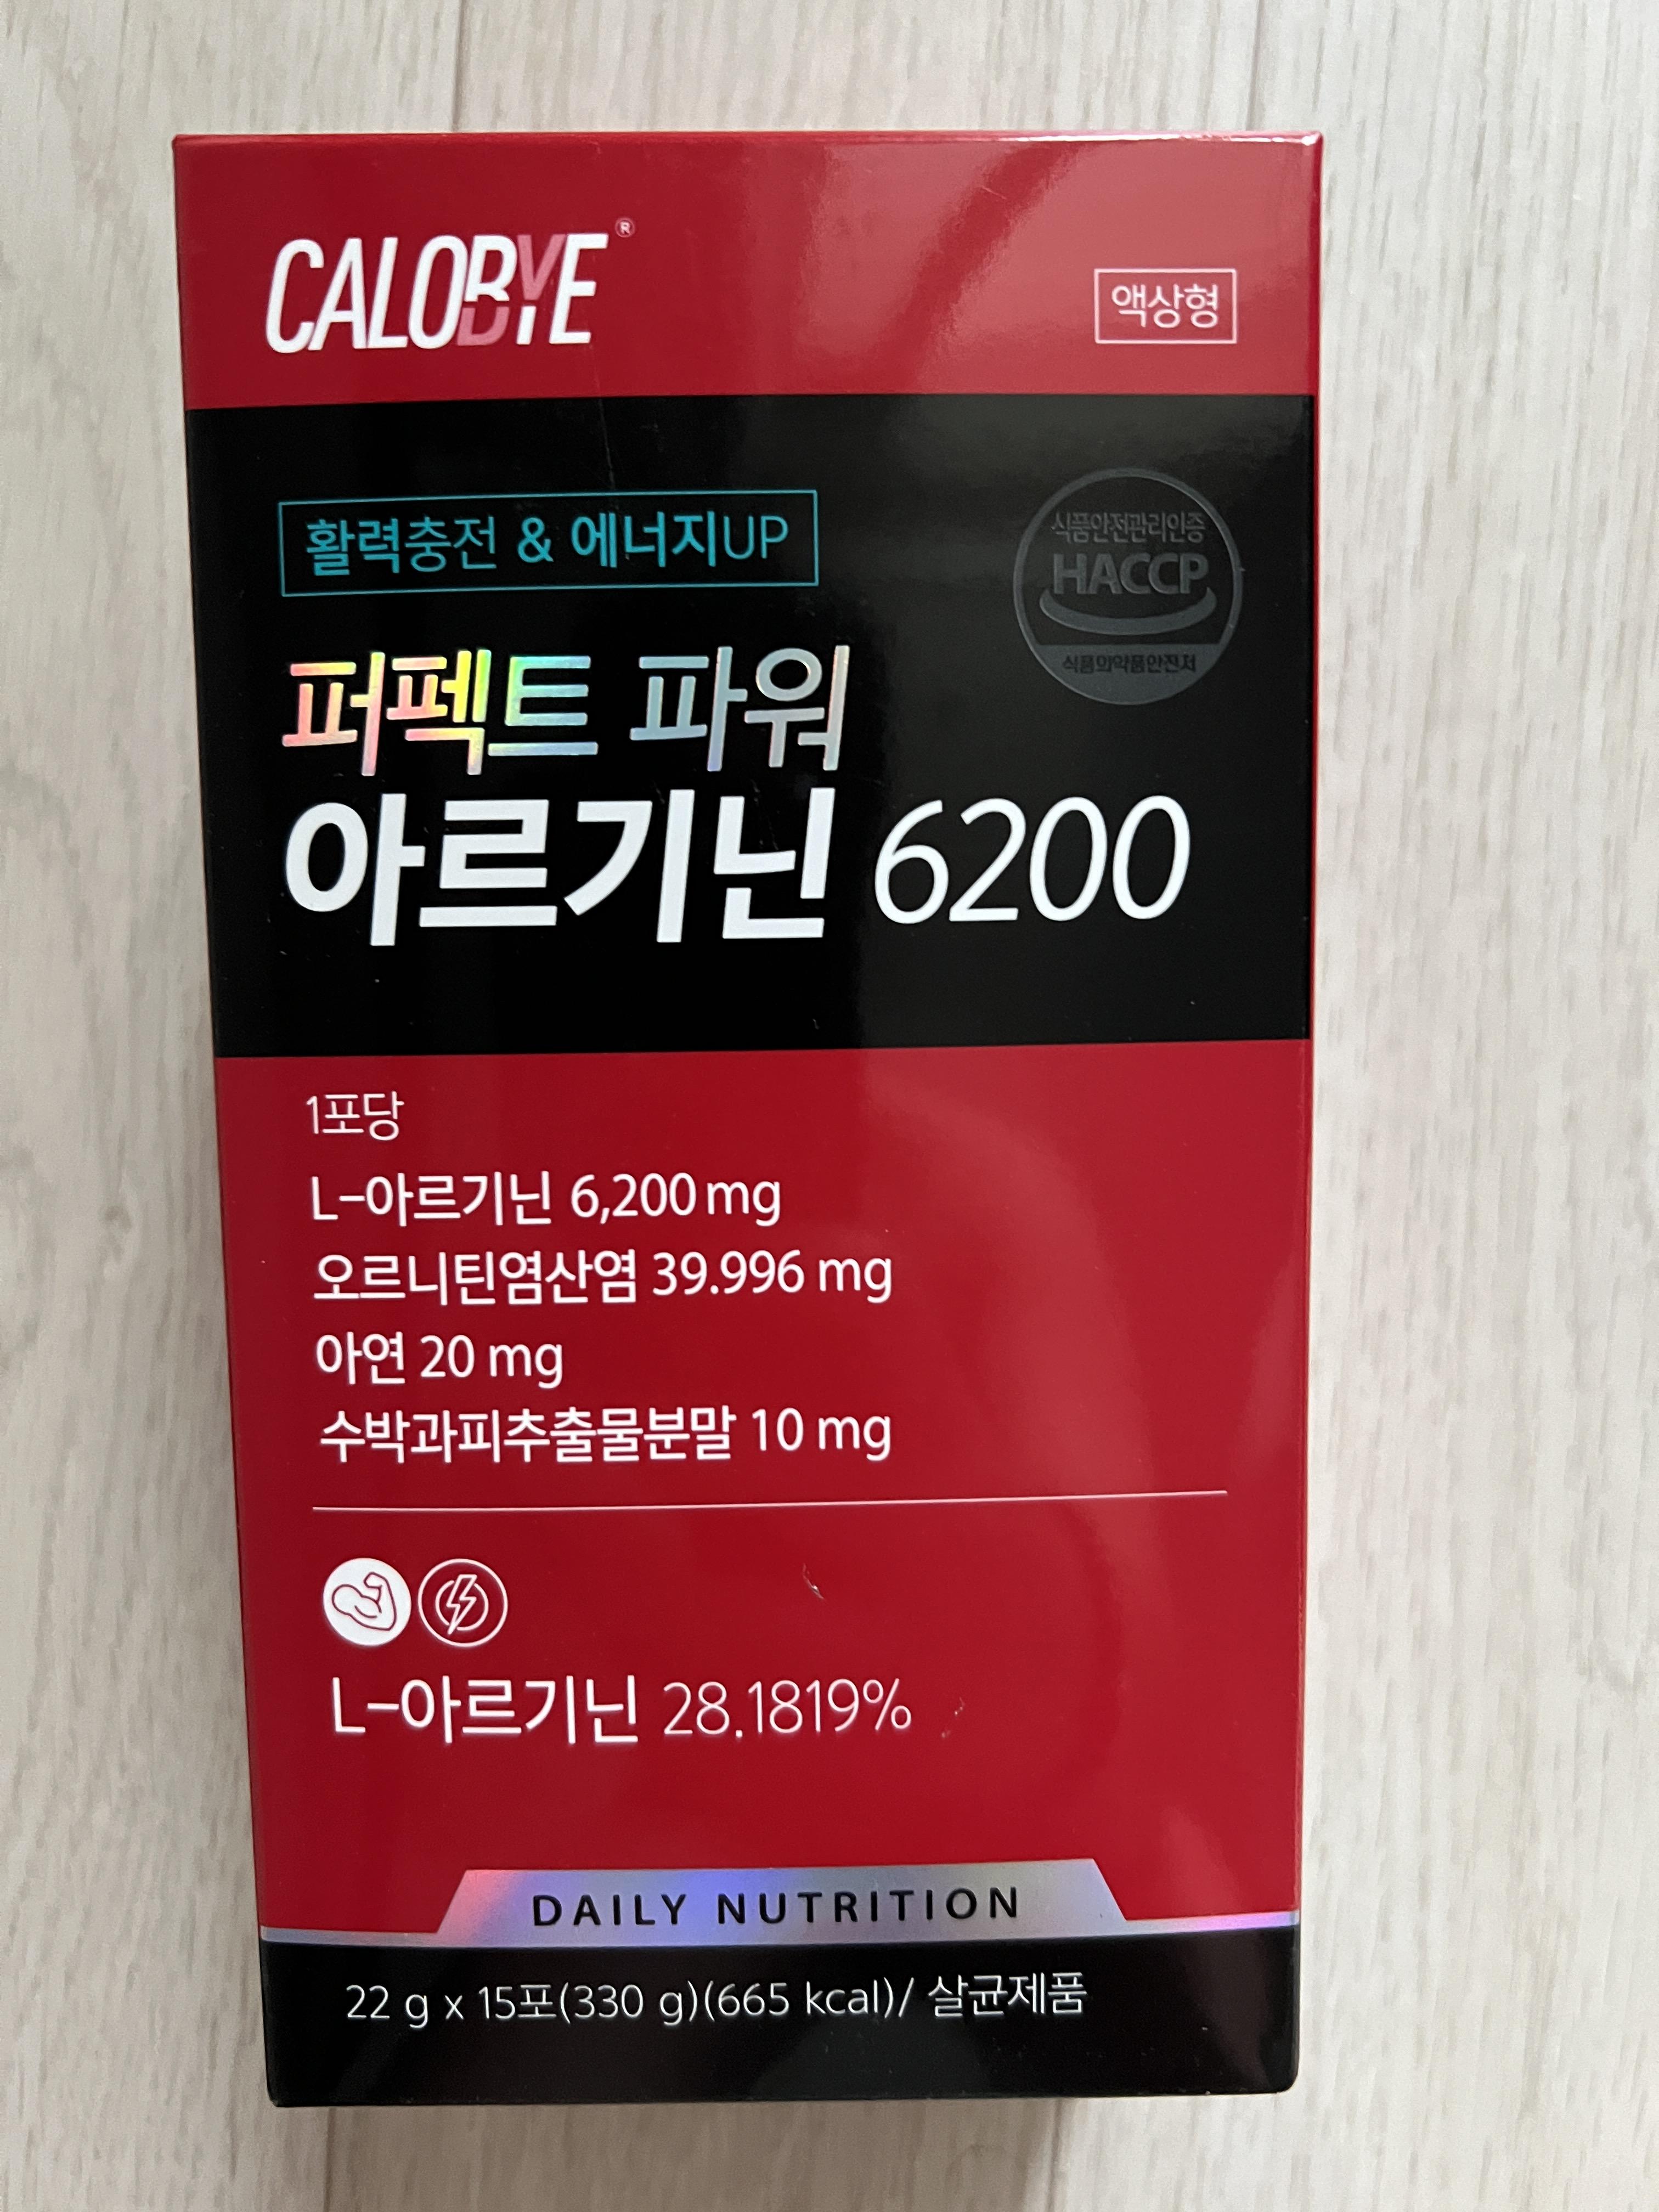 CALOBYE®
액상형
활력충전 & 에너지UP
식품안전관리인증
HACCP
식품의약품안전처
퍼펙트 파워
아르기닌 6200
1포당
L-아르기닌 6,200 mg
오르니틴염산염 39.996 mg
아연 20 mg
수박과피추출물분말 10 mg
L-아르기닌 28.1819%
DAILY NUTRITION
22 g x 15포(330 g)(665 kcal)/ 살균제품